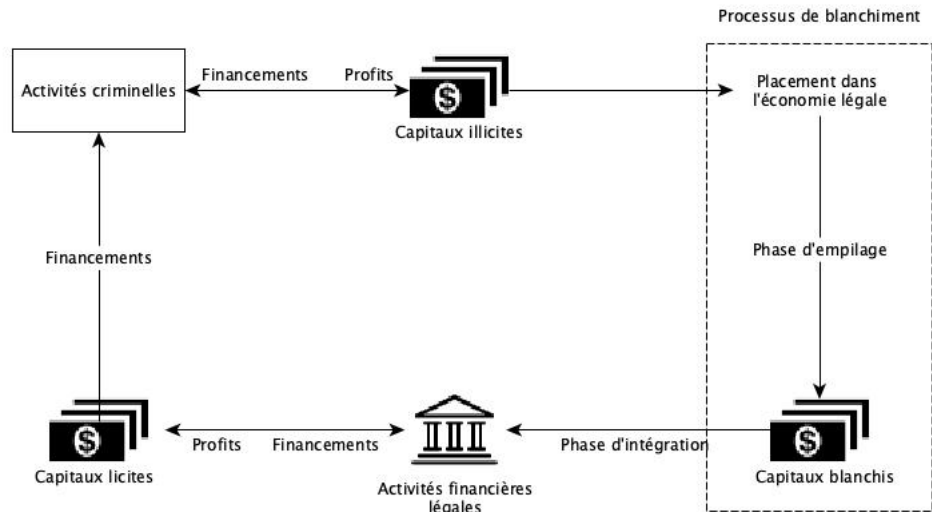 Processus de blanchiment
Activités criminelles
Financements
Profits
$
Capitaux illicites
Placement dans
l'économie légale
Financements
Phase d'empilage
$
Capitaux licites
Profits
Financements
Activités financières
légales
Phase d'intégration
$
Capitaux blanchis